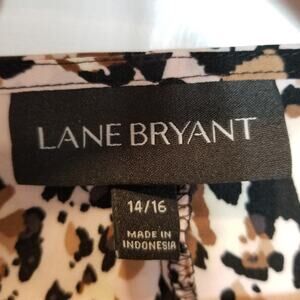 LANE BRYANT
14/16
MADE IN
INDONESIA